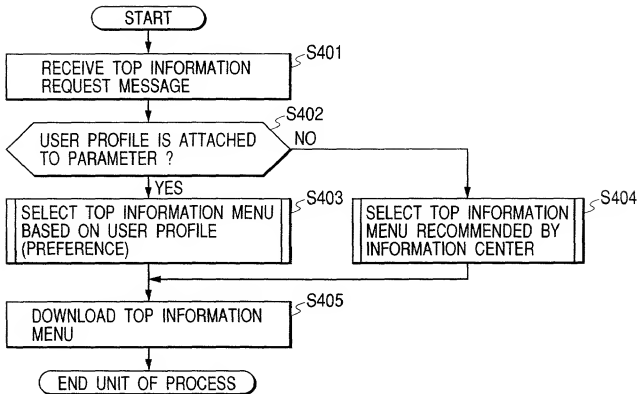 START
S401
RECEIVE TOP INFORMATION
REQUEST MESSAGE
S402
USER PROFILE IS ATTACHED
TO PARAMETER ?
NO
YES
S403
SELECT TOP INFORMATION MENU
BASED ON USER PROFILE
(PREFERENCE)
S404
SELECT TOP INFORMATION
MENU RECOMMENDED BY
INFORMATION CENTER
S405
DOWNLOAD TOP INFORMATION
MENU
END UNIT OF PROCESS